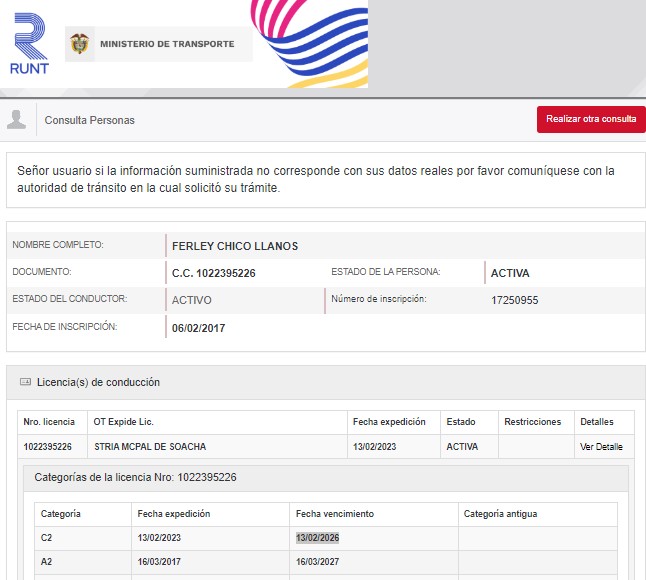 RUNT
MINISTERIO DE TRANSPORTE
Consulta Personas
Realizar otra consulta
Señor usuario si la información suministrada no corresponde con sus datos reales por favor comuníquese con la
autoridad de tránsito en la cual solicitó su trámite.
NOMBRE COMPLETO: FERLEY CHICO LLANOS
DOCUMENTO: C.C. 1022395226 ESTADO DE LA PERSONA: ACTIVA
ESTADO DEL CONDUCTOR: ACTIVO Número de inscripción: 17250955
FECHA DE INSCRIPCIÓN: 06/02/2017
Licencia(s) de conducción
Nro. licencia OT Expide Lic. Fecha expedición Estado Restricciones Detalles
1022395226 STRIA MCPAL DE SOACHA 13/02/2023 ACTIVA Ver Detalle
Categorías de la licencia Nro: 1022395226
Categoría Fecha expedición Fecha vencimiento Categoria antigua
C2 13/02/2023 13/02/2026
A2 16/03/2017 16/03/2027